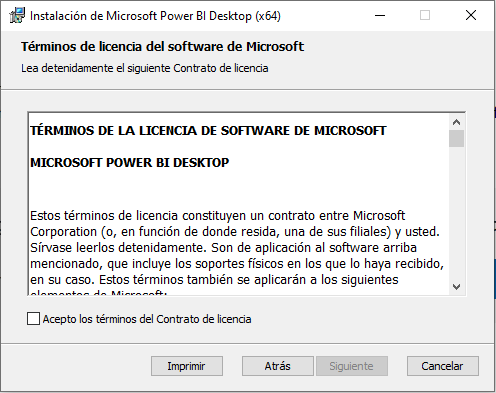 Instalación de Microsoft Power BI Desktop (x64)
Términos de licencia del software de Microsoft
Lea detenidamente el siguiente Contrato de licencia
TÉRMINOS DE LA LICENCIA DE SOFTWARE DE MICROSOFT
MICROSOFT POWER BI DESKTOP
Estos términos de licencia constituyen un contrato entre Microsoft
Corporation (o, en función de donde resida, una de sus filiales) y usted.
Sírvase leerlos detenidamente. Son de aplicación al software arriba
mencionado, que incluye los soportes físicos en los que lo haya recibido,
en su caso. Estos términos también se aplicarán a los siguientes
elementos de Microsoft:
Acepto los términos del Contrato de licencia
Imprimir
Atrás
Siguiente
Cancelar